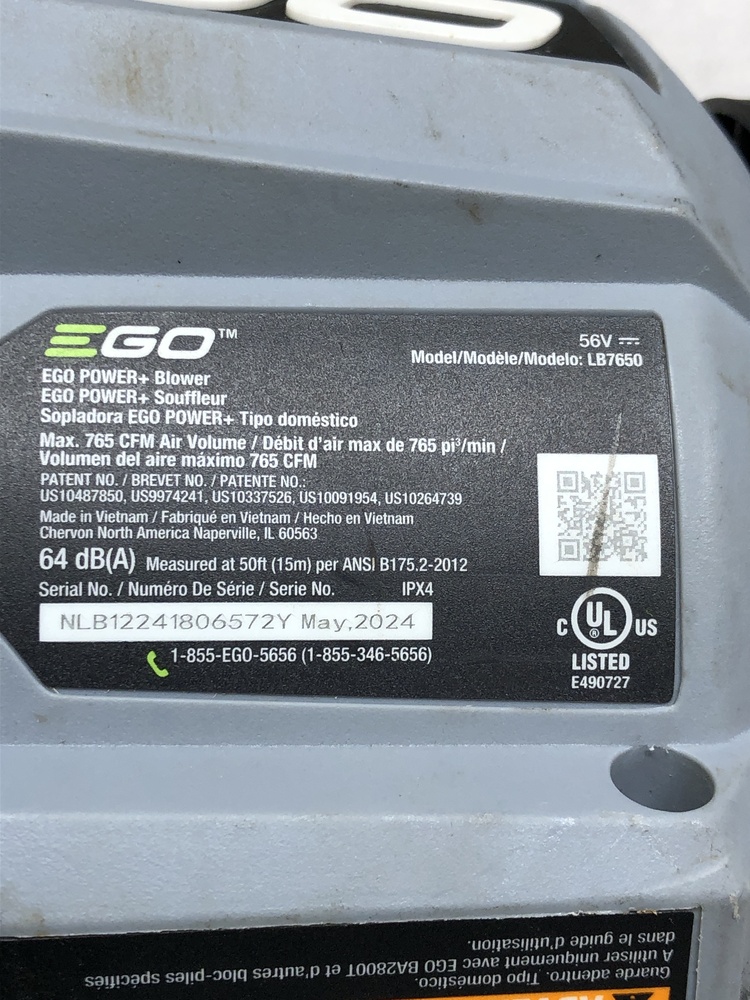 EGO™
56V
Model/Modèle/Modelo: LB7650
EGO POWER+ Blower
EGO POWER+ Souffleur
Sopladora EGO POWER+ Tipo doméstico
Max. 765 CFM Air Volume / Débit d'air max de 765 pi³/min /
Volumen del aire máximo 765 CFM
PATENT NO. / BREVET NO. / PATENTE NO.:
US10487850, US9974241, US10337526, US10091954, US10264739
Made in Vietnam / Fabriqué en Vietnam / Hecho en Vietnam
Chervon North America Naperville, IL 60563
64 dB(A) Measured at 50ft (15m) per ANSI B175.2-2012
Serial No. / Numéro De Série / Serie No. IPX4
NLB12241806572Y May,2024
1-855-EGO-5656 (1-855-346-5656)
C UL ® US
LISTED
E490727
Guarde adentro. Tipo doméstico.
A utiliser uniquement avec EGO BA2800T et d'autres bloc-piles spécifiés
dans le guide d'utilisation.